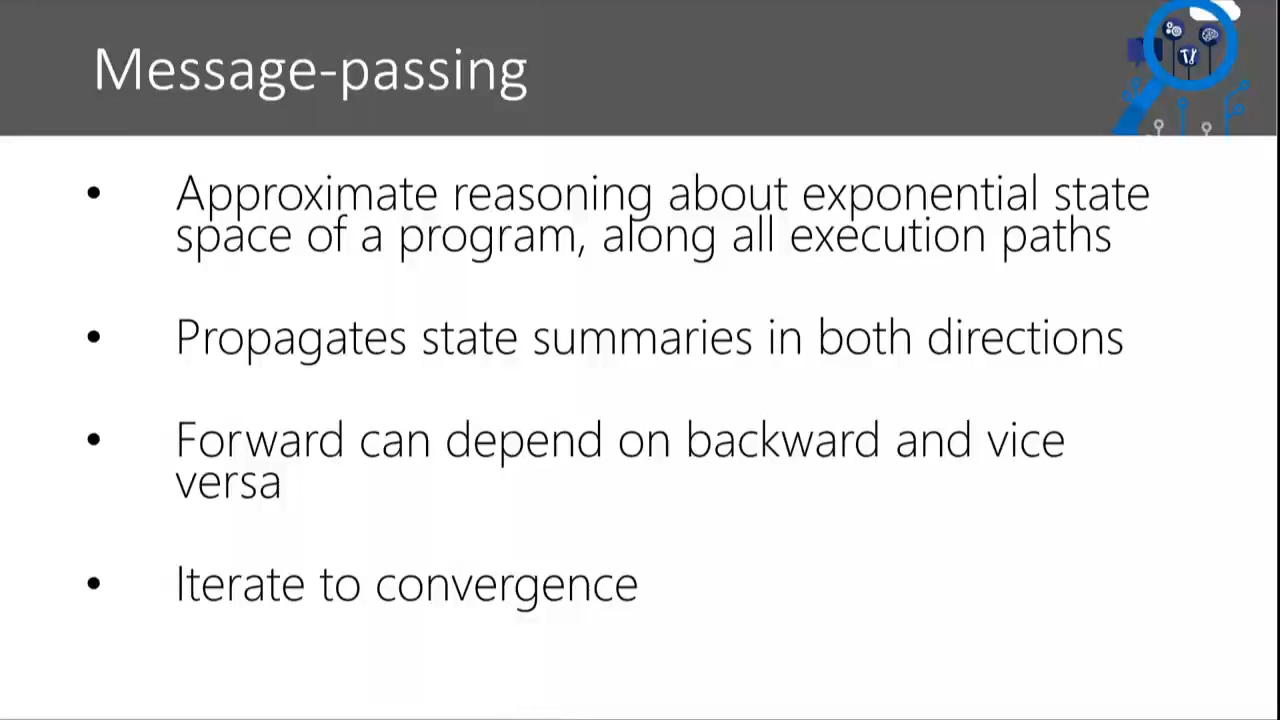 Message-passing
• Approximate reasoning about exponential state
space of a program, along all execution paths
• Propagates state summaries in both directions
• Forward can depend on backward and vice
versa
• Iterate to convergence